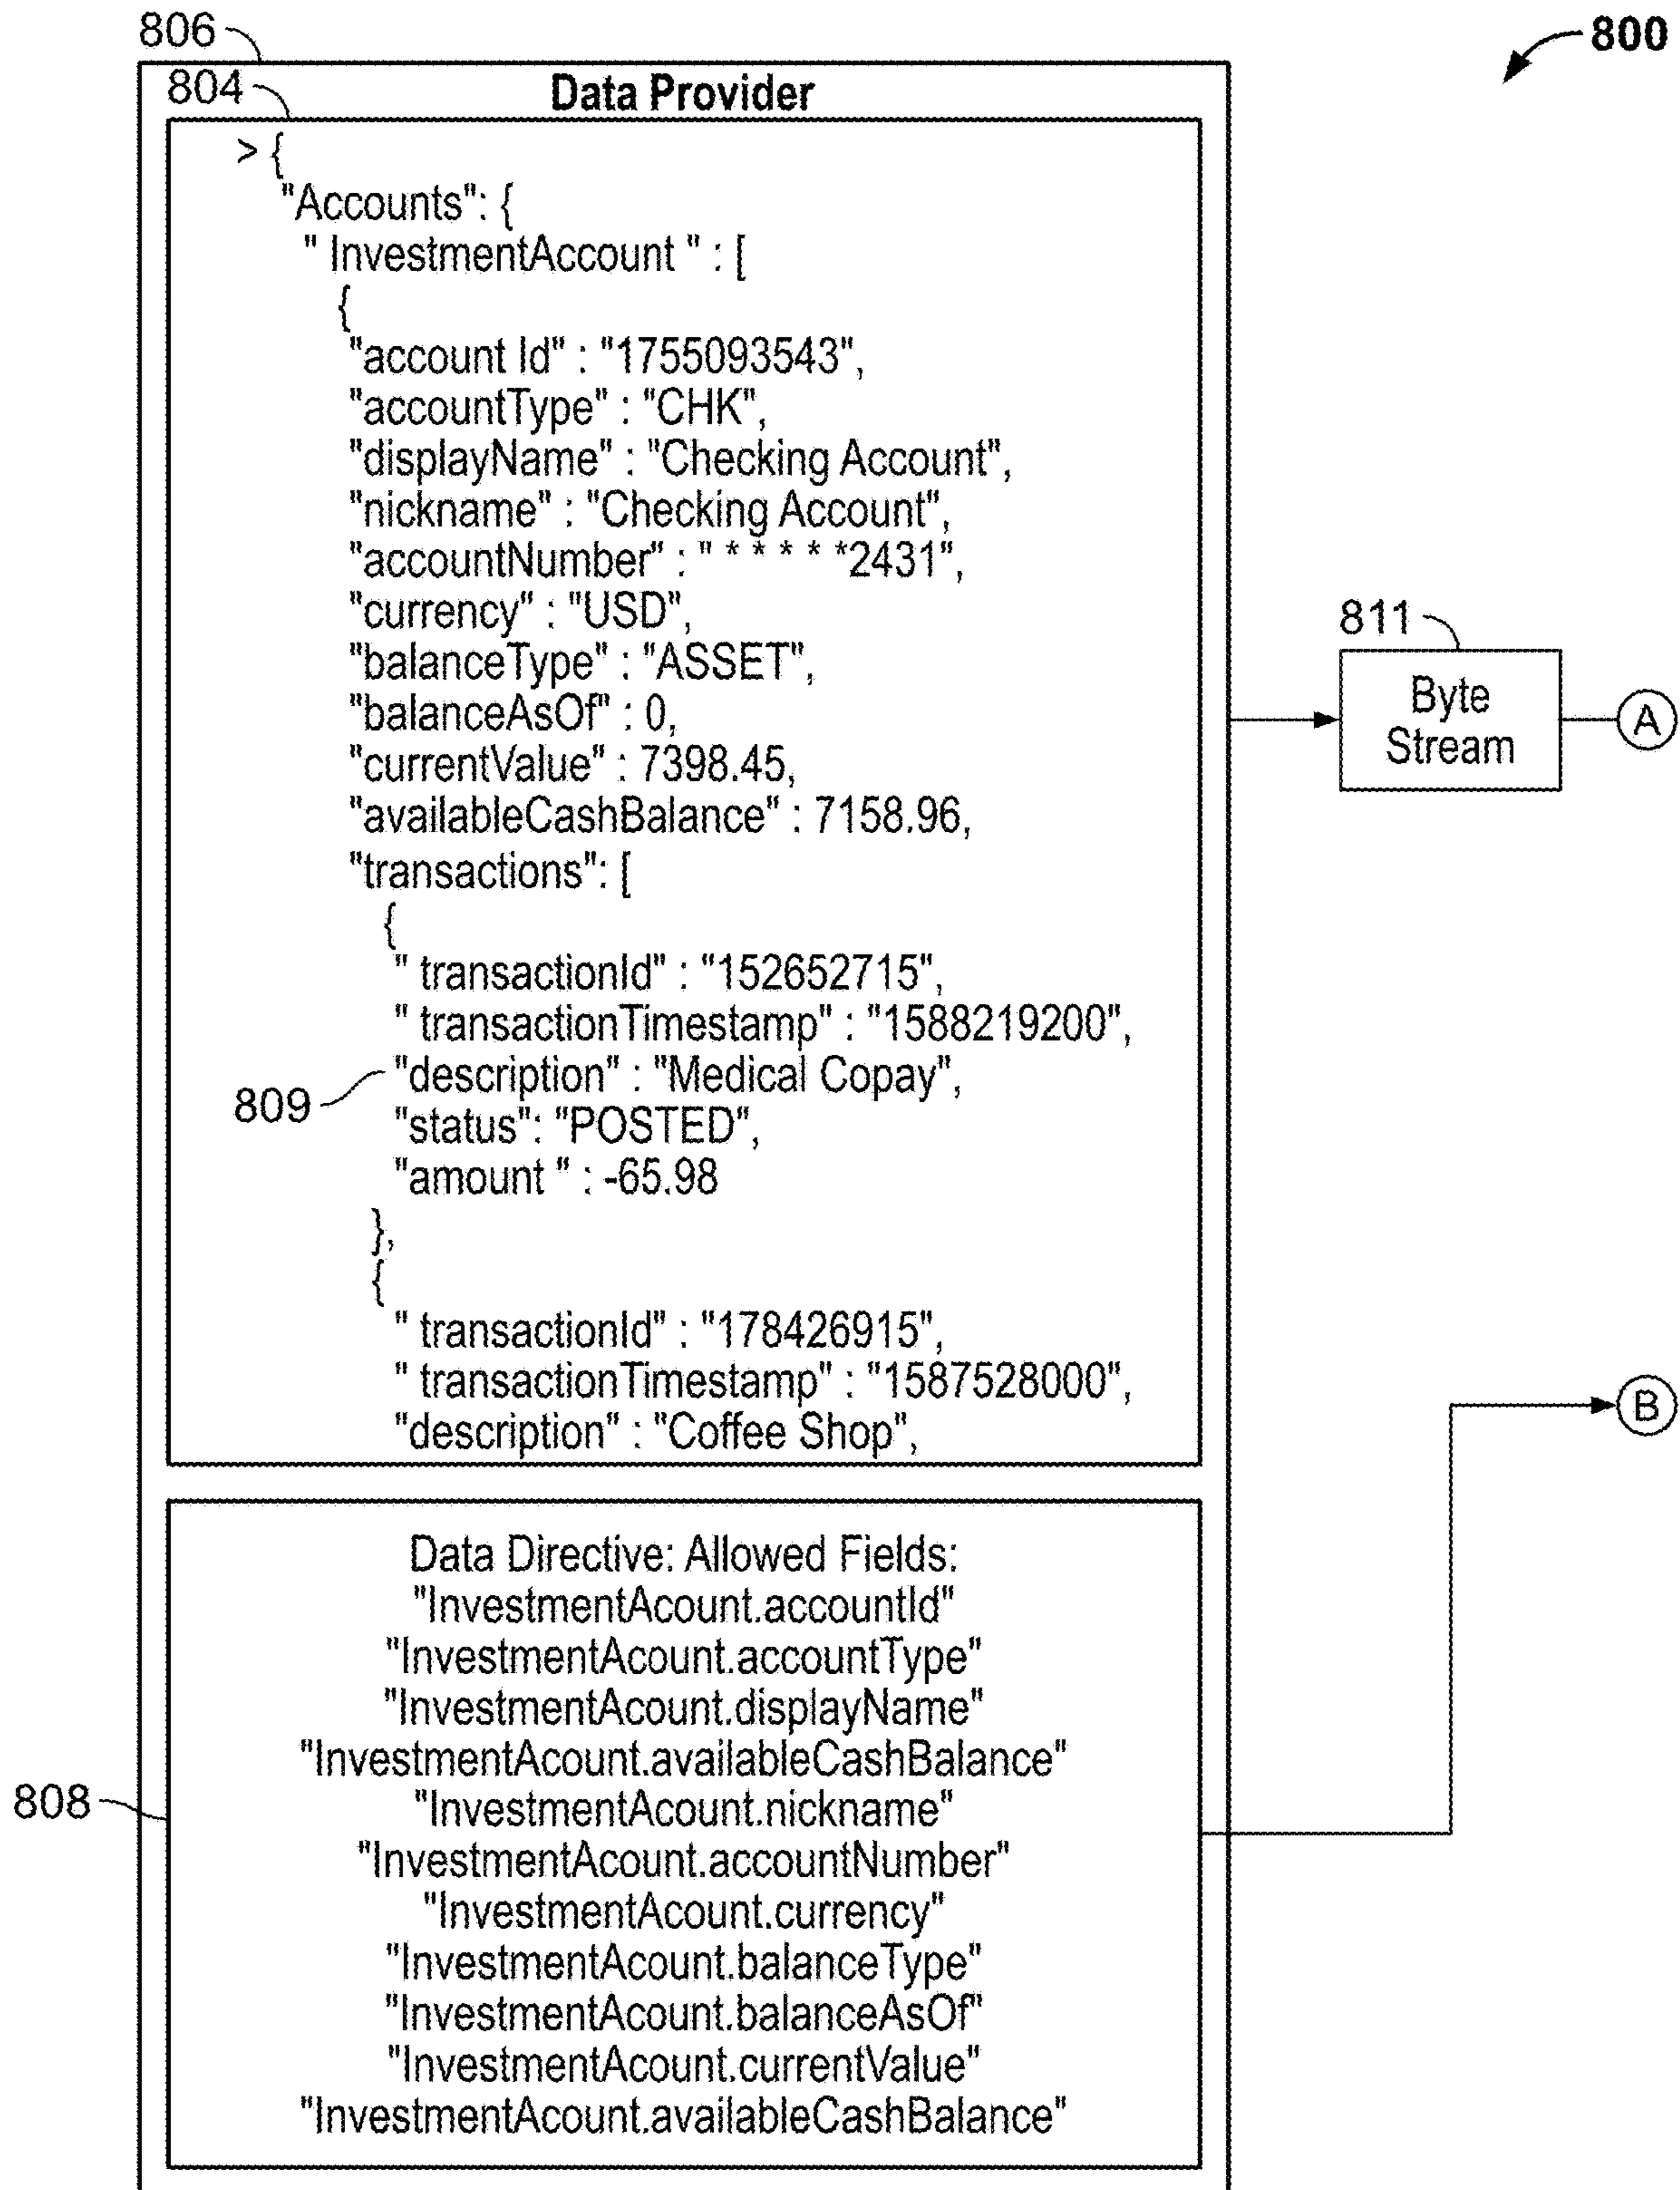 806
800
804
Data Provider
> {
"Accounts": {
" InvestmentAccount " : [
{
"account Id" : "1755093543",
"accountType" : "CHK",
"displayName" : "Checking Account",
"nickname" : "Checking Account",
"accountNumber" : " * * * * *2431",
"currency" : "USD",
"balanceType" : "ASSET",
"balanceAsOf" : 0,
"currentValue" : 7398.45,
"availableCashBalance" : 7158.96,
"transactions": [
{
" transactionId" : "152652715",
" transactionTimestamp" : "1588219200",
"description" : "Medical Copay",
809
"status": "POSTED",
"amount " : -65.98
},
{
" transactionId" : "178426915",
" transactionTimestamp" : "1587528000",
"description" : "Coffee Shop",
811
Byte
Stream
A
B
Data Directive: Allowed Fields:
"InvestmentAcount.accountId"
"InvestmentAcount.accountType"
"InvestmentAcount.displayName"
"InvestmentAcount.availableCashBalance"
808
"InvestmentAcount.nickname"
"InvestmentAcount.accountNumber"
"InvestmentAcount.currency"
"InvestmentAcount.balanceType"
"InvestmentAcount.balanceAsOf"
"InvestmentAcount.currentValue"
"InvestmentAcount.availableCashBalance"